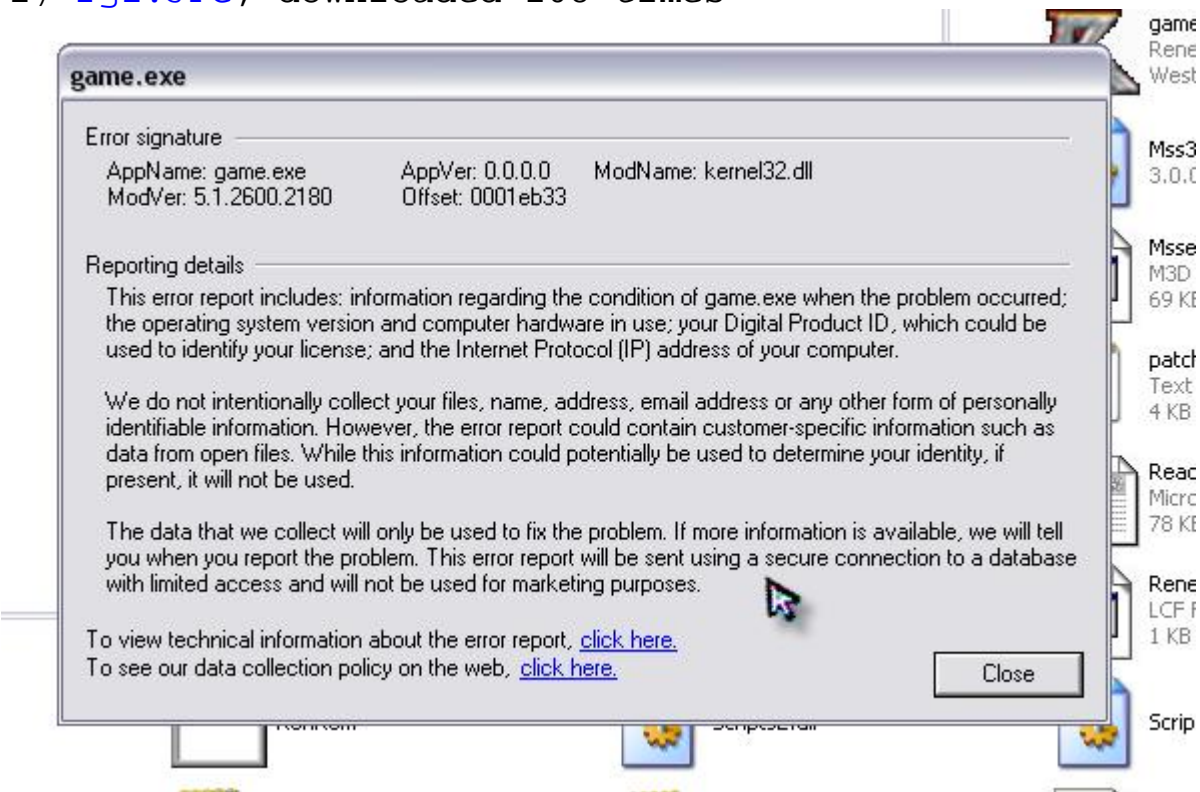 game.exe
Error signature
AppName: game.exe AppVer: 0.0.0.0 ModName: kernel32.dll
ModVer: 5.1.2600.2180 Offset: 0001eb33
Reporting details
This error report includes: information regarding the condition of game.exe when the problem occurred;
the operating system version and computer hardware in use; your Digital Product ID, which could be
used to identify your license; and the Internet Protocol (IP) address of your computer.
We do not intentionally collect your files, name, address, email address or any other form of personally
identifiable information. However, the error report could contain customer-specific information such as
data from open files. While this information could potentially be used to determine your identity, if
present, it will not be used.
The data that we collect will only be used to fix the problem. If more information is available, we will tell
you when you report the problem. This error report will be sent using a secure connection to a database
with limited access and will not be used for marketing purposes.
To view technical information about the error report, click here.
To see our data collection policy on the web, click here.
Close
game
Rene
West
Mss3
3.0.0
Msse
M3D
69 KB
patch
Text
4 KB
Read
Micro
78 KB
Rene
LCF F
1 KB
Scrip